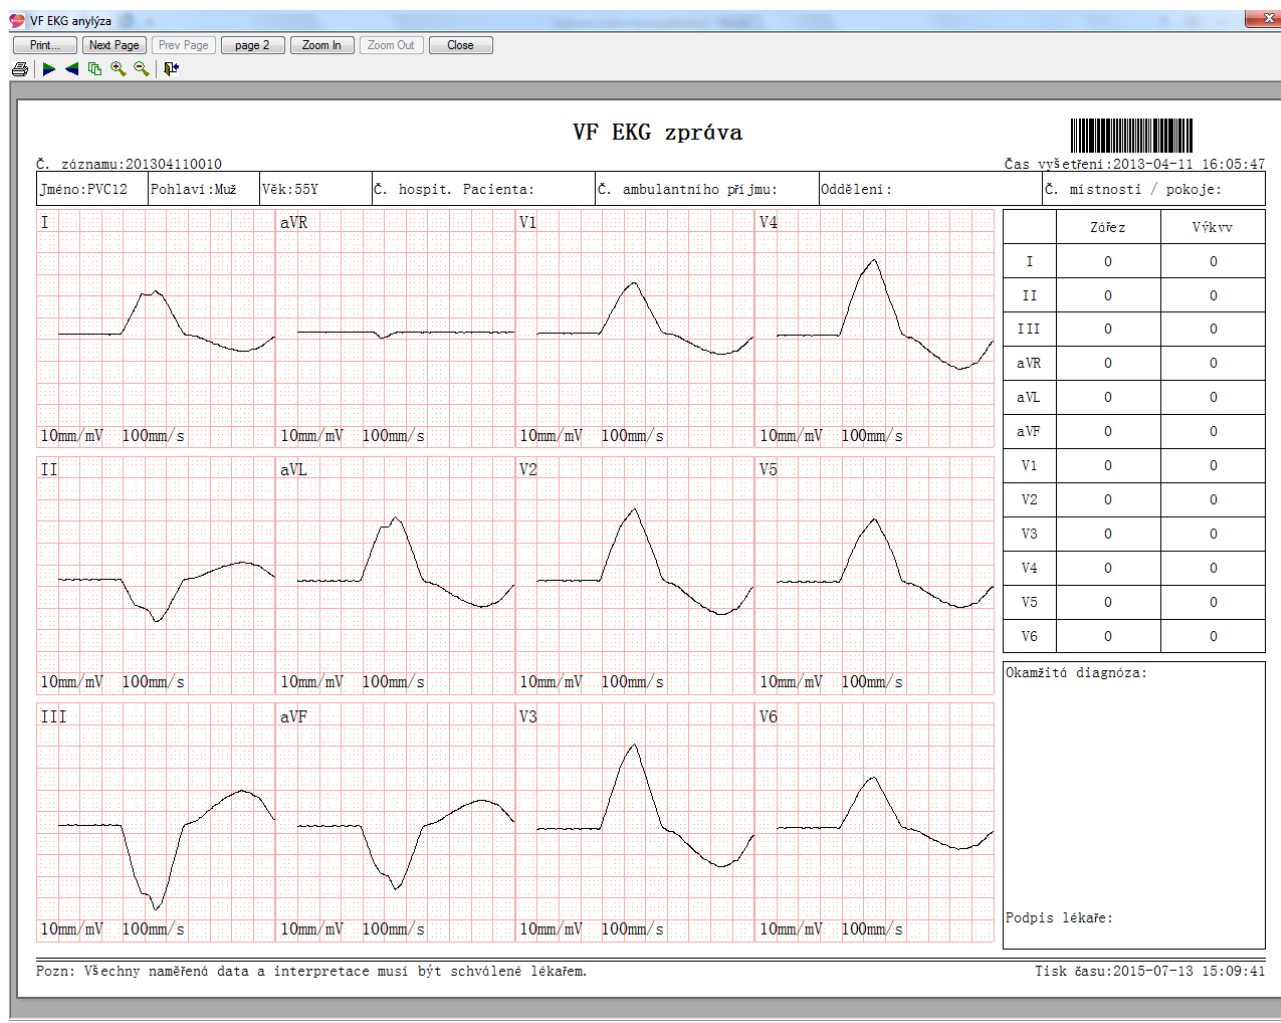 VF EKG anylýza
Print... Next Page Prev Page page 2 Zoom In Zoom Out Close
VF EKG zpráva
Č. záznamu:201304110010
Čas vyšetření:2013-04-11 16:05:47
Jméno:PVC12 Pohlaví:Muž Věk:55Y Č. hospit. Pacienta: Č. ambulantního příjmu: Oddělení: Č. místnosti / pokoje:
I aVR V1 V4
10mm/mV 100mm/s 10mm/mV 100mm/s 10mm/mV 100mm/s 10mm/mV 100mm/s
II aVL V2 V5
10mm/mV 100mm/s 10mm/mV 100mm/s 10mm/mV 100mm/s 10mm/mV 100mm/s
III aVF V3 V6
10mm/mV 100mm/s 10mm/mV 100mm/s 10mm/mV 100mm/s 10mm/mV 100mm/s
Zářez Výkvv
I 0 0
II 0 0
III 0 0
aVR 0 0
aVL 0 0
aVF 0 0
V1 0 0
V2 0 0
V3 0 0
V4 0 0
V5 0 0
V6 0 0
Okamžitá diagnóza:
Podpis lékaře:
Pozn: Všechny naměřená data a interpretace musí být schválené lékařem.
Tisk času:2015-07-13 15:09:41